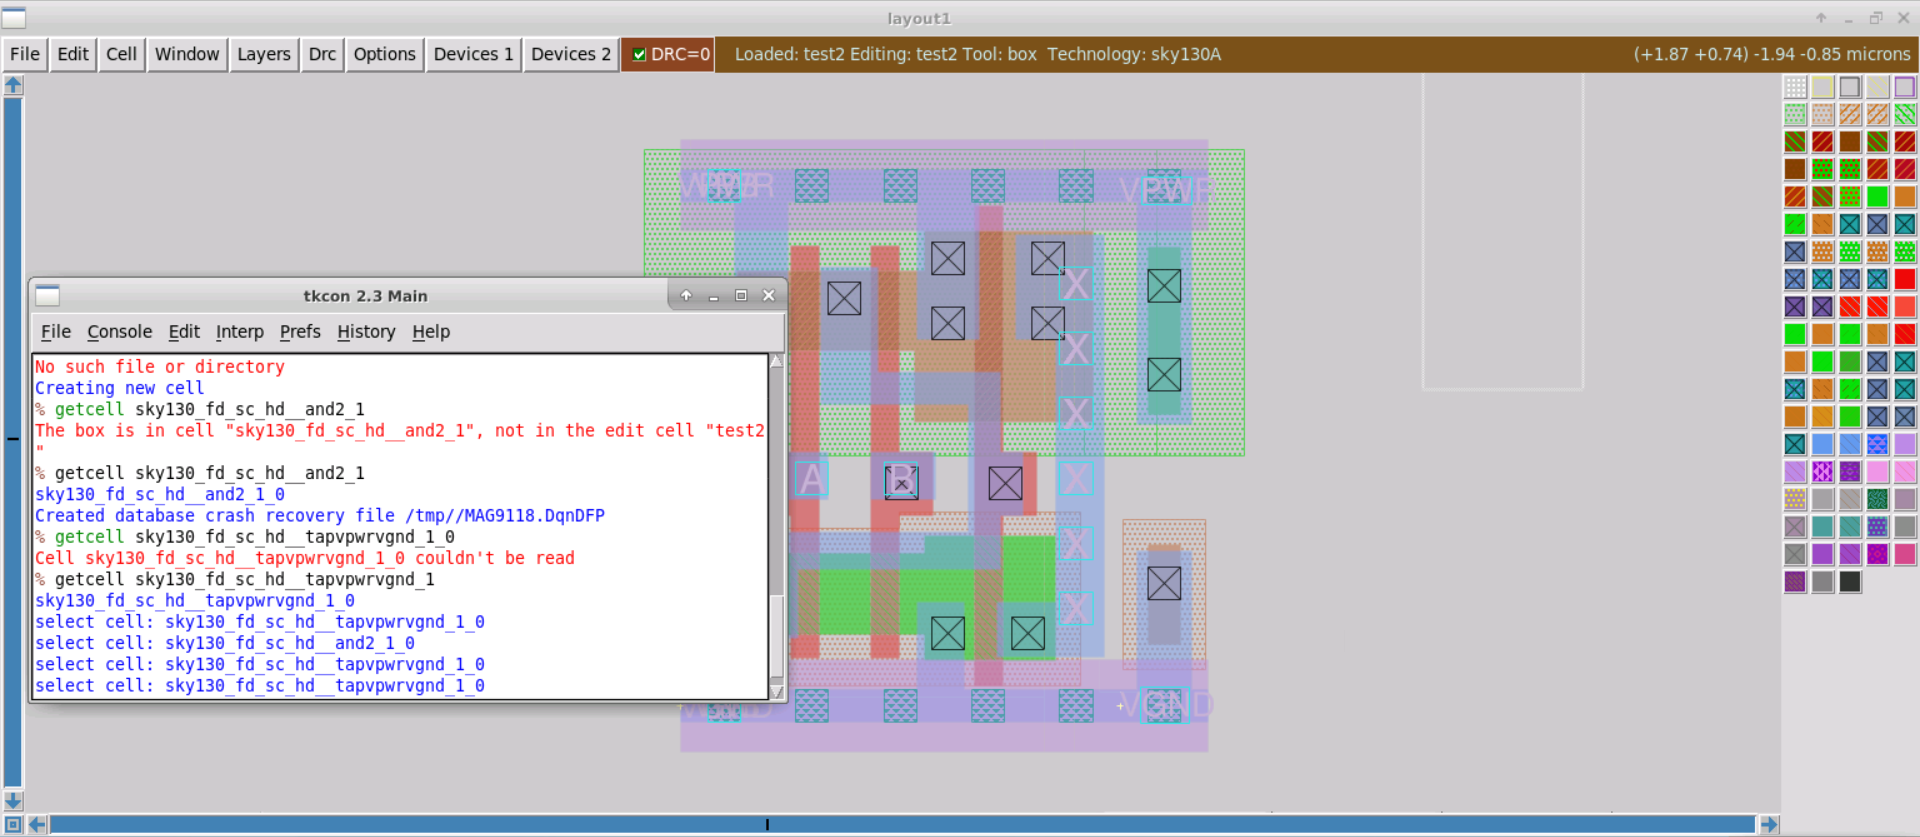 layout1
File Edit Cell Window Layers Drc Options Devices 1 Devices 2 DRC=0 Loaded: test2 Editing: test2 Tool: box Technology: sky130A (+1.87 +0.74) -1.94 -0.85 microns
VPWR
tkcon 2.3 Main
File Console Edit Interp Prefs History Help
No such file or directory
Creating new cell
% getcell sky130_fd_sc_hd__and2_1
The box is in cell "sky130_fd_sc_hd__and2_1", not in the edit cell "test2
"
% getcell sky130_fd_sc_hd__and2_1
sky130_fd_sc_hd__and2_1_0
Created database crash recovery file /tmp//MAG9118.DqnDFP
% getcell sky130_fd_sc_hd__tapvpwrvgnd_1_0
Cell sky130_fd_sc_hd__tapvpwrvgnd_1_0 couldn't be read
% getcell sky130_fd_sc_hd__tapvpwrvgnd_1
sky130_fd_sc_hd__tapvpwrvgnd_1_0
select cell: sky130_fd_sc_hd__tapvpwrvgnd_1_0
select cell: sky130_fd_sc_hd__and2_1_0
select cell: sky130_fd_sc_hd__tapvpwrvgnd_1_0
select cell: sky130_fd_sc_hd__tapvpwrvgnd_1_0
X
X
X
A B X
X
X
VGND